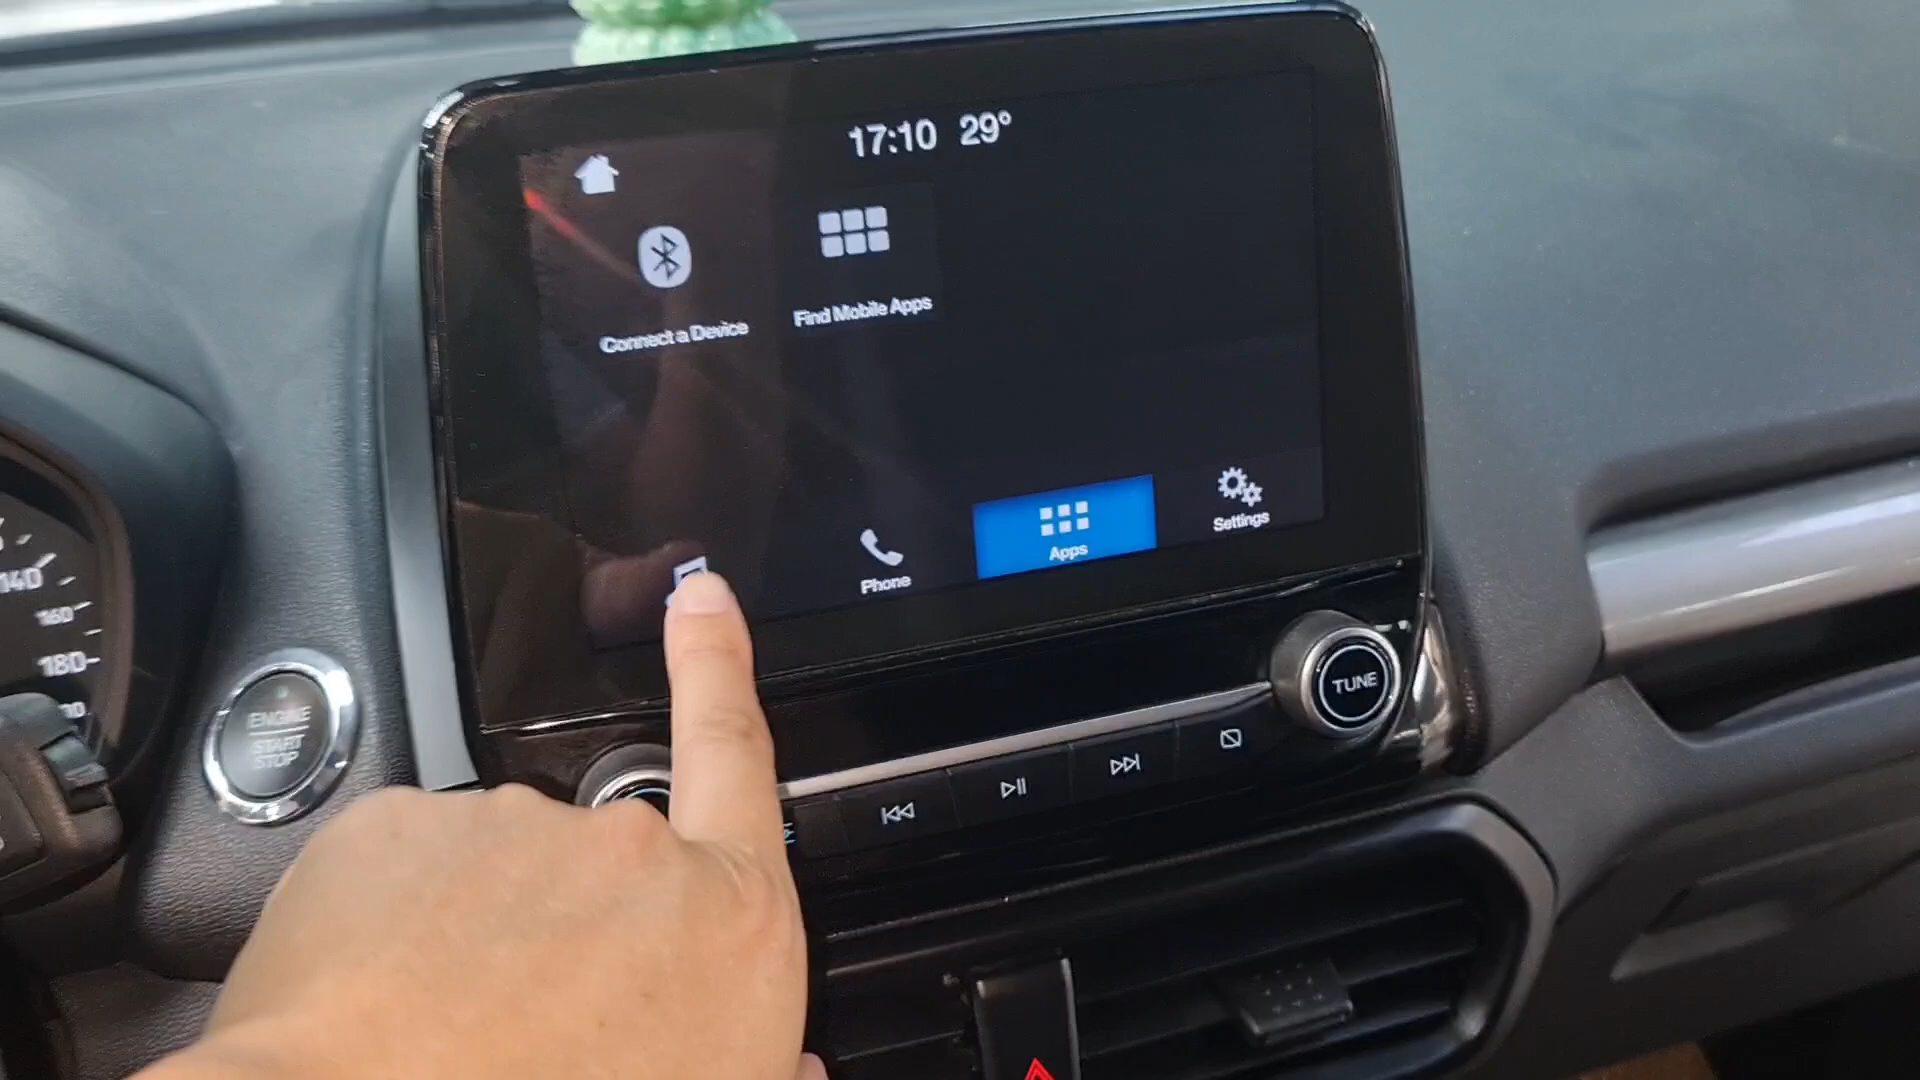 17:10 29°
Connect a Device
Find Mobile Apps
Phone
Apps
Settings
TUNE
ENGINE
START
STOP
140
160
180